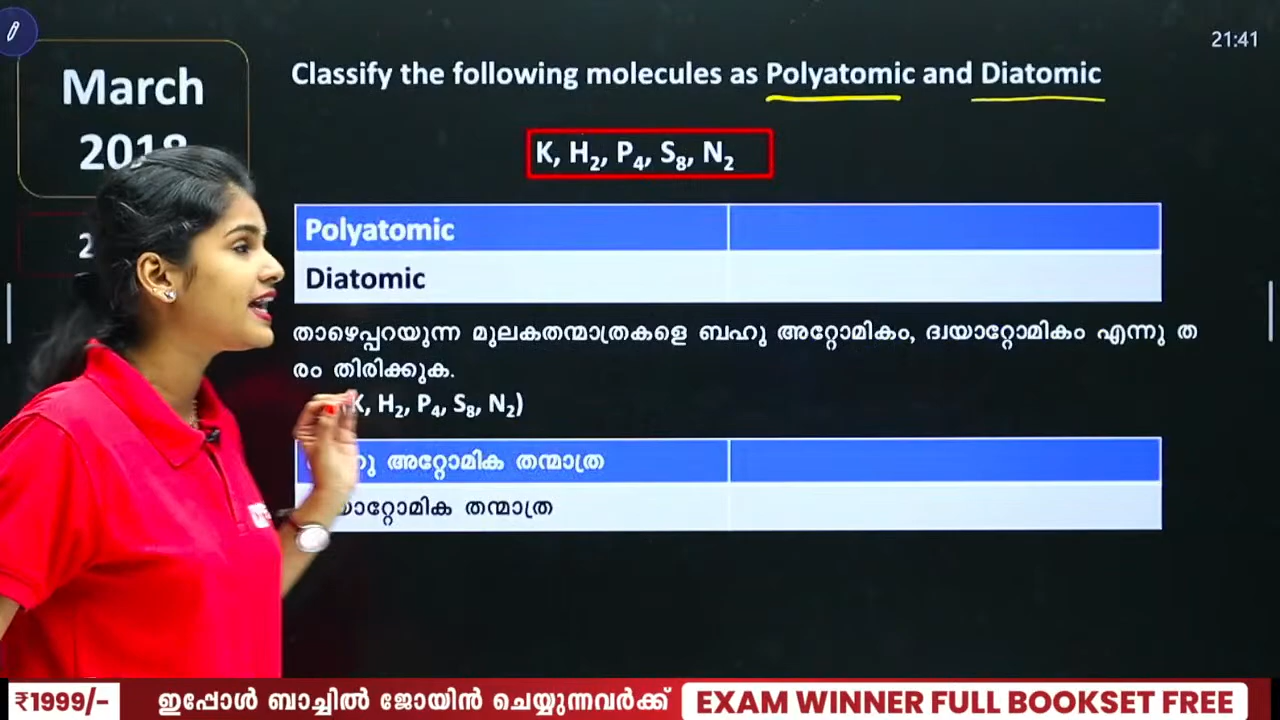 21:41
March
2018
2
Classify the following molecules as Polyatomic and Diatomic
K, H₂, P₄, S₈, N₂
Polyatomic
Diatomic
താഴെപ്പറയുന്ന മൂലകതന്മാത്രകളെ ബഹു അറ്റോമികം, ദ്വയാറ്റോമികം എന്നു ത
രം തിരിക്കുക.
K, H₂, P₄, S₈, N₂)
അറ്റോമിക തന്മാത്ര
തന്മാത്ര
₹1999/- ഇപ്പോൾ ബാച്ചിൽ ജോയിൻ ചെയ്യുന്നവർക്ക് EXAM WINNER FULL BOOKSET FREE